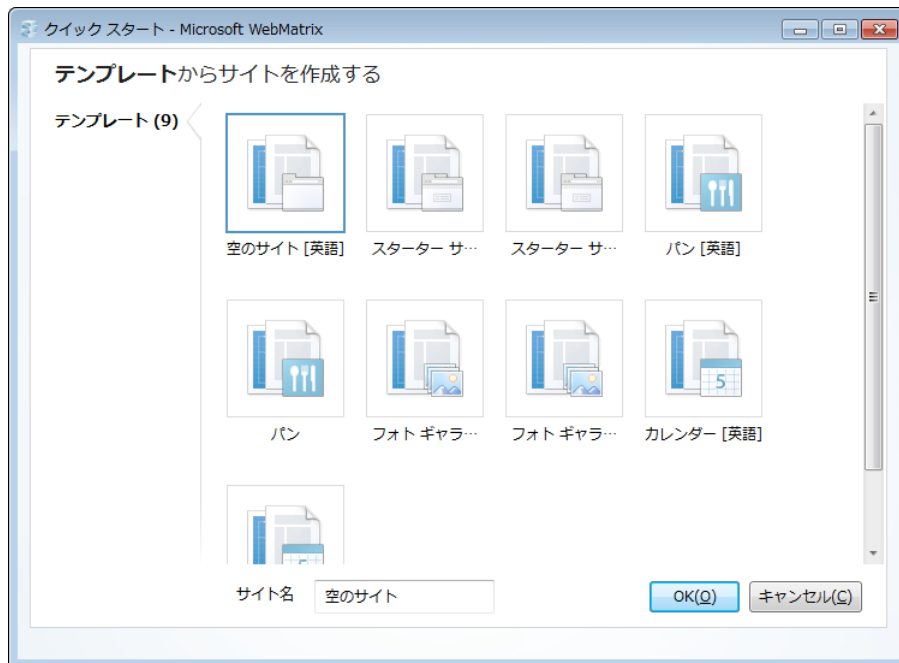 クイック スタート - Microsoft WebMatrix
テンプレートからサイトを作成する
テンプレート (9)
空のサイト [英語]
スターター サ…
スターター サ…
パン [英語]
パン
フォト ギャラ…
フォト ギャラ…
カレンダー [英語]
5
サイト名
空のサイト
OK(O)
キャンセル(C)